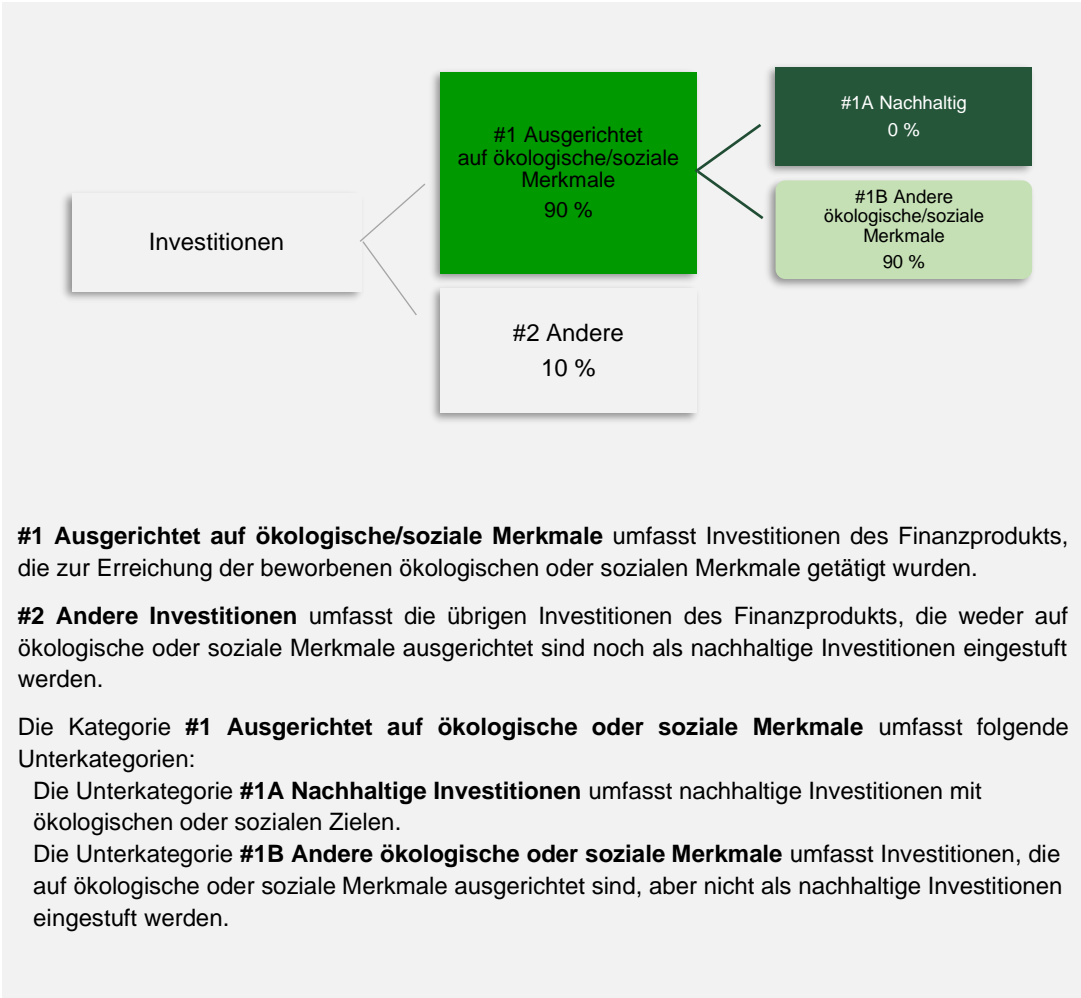 #1A Nachhaltig
0 %
#1 Ausgerichtet
auf ökologische/soziale
Merkmale
90 %
#1B Andere
ökologische/soziale
Merkmale
90 %
Investitionen
#2 Andere
10 %
#1 Ausgerichtet auf ökologische/soziale Merkmale umfasst Investitionen des Finanzprodukts,
die zur Erreichung der beworbenen ökologischen oder sozialen Merkmale getätigt wurden.
#2 Andere Investitionen umfasst die übrigen Investitionen des Finanzprodukts, die weder auf
ökologische oder soziale Merkmale ausgerichtet sind noch als nachhaltige Investitionen eingestuft
werden.
Die Kategorie #1 Ausgerichtet auf ökologische oder soziale Merkmale umfasst folgende
Unterkategorien:
Die Unterkategorie #1A Nachhaltige Investitionen umfasst nachhaltige Investitionen mit
ökologischen oder sozialen Zielen.
Die Unterkategorie #1B Andere ökologische oder soziale Merkmale umfasst Investitionen, die
auf ökologische oder soziale Merkmale ausgerichtet sind, aber nicht als nachhaltige Investitionen
eingestuft werden.